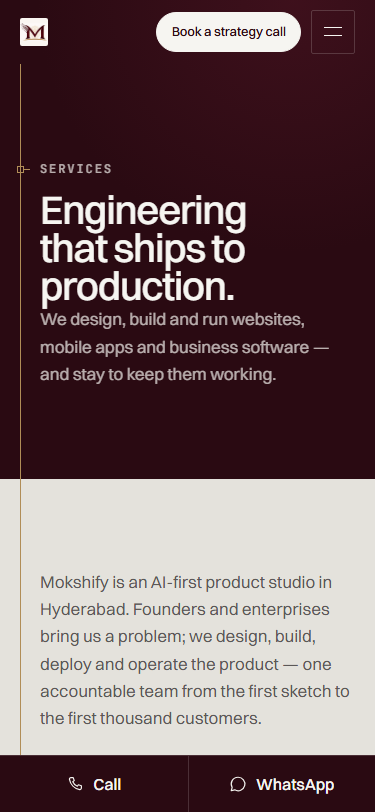 M
Book a strategy call
SERVICES
Engineering
that ships to
production.
We design, build and run websites,
mobile apps and business software —
and stay to keep them working.
Mokshify is an AI-first product studio in
Hyderabad. Founders and enterprises
bring us a problem; we design, build,
deploy and operate the product — one
accountable team from the first sketch to
the first thousand customers.
Call
WhatsApp